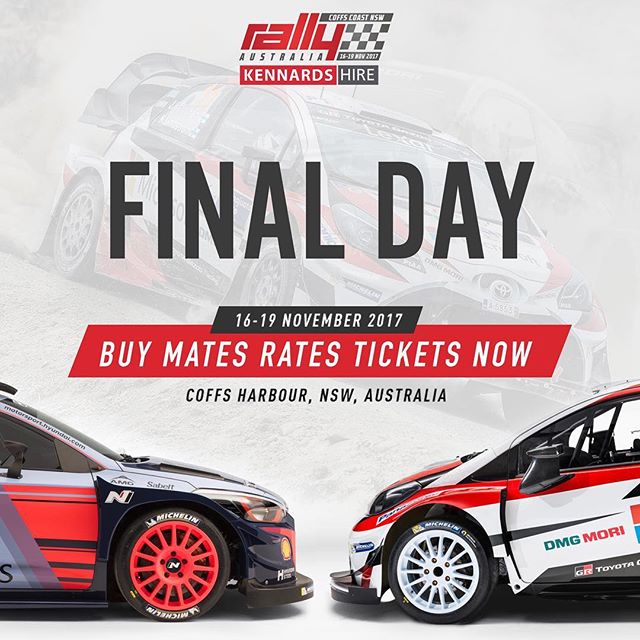 COFFS COAST NSW
rally
AUSTRALIA 16-19 NOV 2017
KENNARDS HIRE
FINAL DAY
16-19 NOVEMBER 2017
BUY MATES RATES TICKETS NOW
COFFS HARBOUR, NSW, AUSTRALIA
motorsport.hyundai.com
AMG Sabelt
N
MICHELIN
N
MICHELIN
DMG MORI
GR TOYOTA